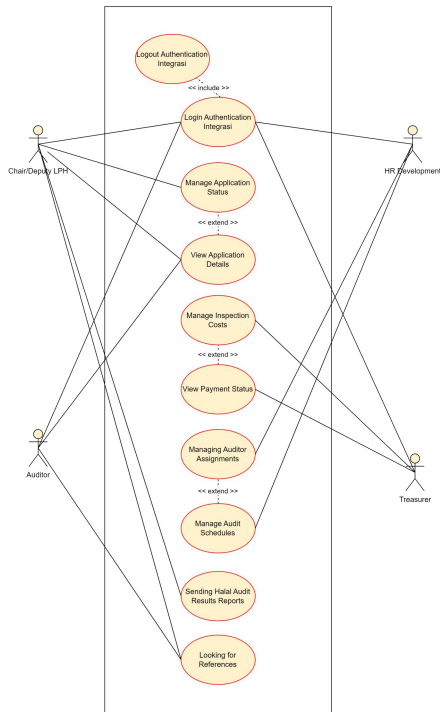 Logout Authentication
Integrasi
<< include >>
Login Authentication
Integrasi
Chair/Deputy LPH
HR Development
Manage Application
Status
<< extend >>
View Application
Details
Manage Inspection
Costs
<< extend >>
View Payment Status
Managing Auditor
Assignments
Auditor
Treasurer
<< extend >>
Manage Audit
Schedules
Sending Halal Audit
Results Reports
Looking for
References